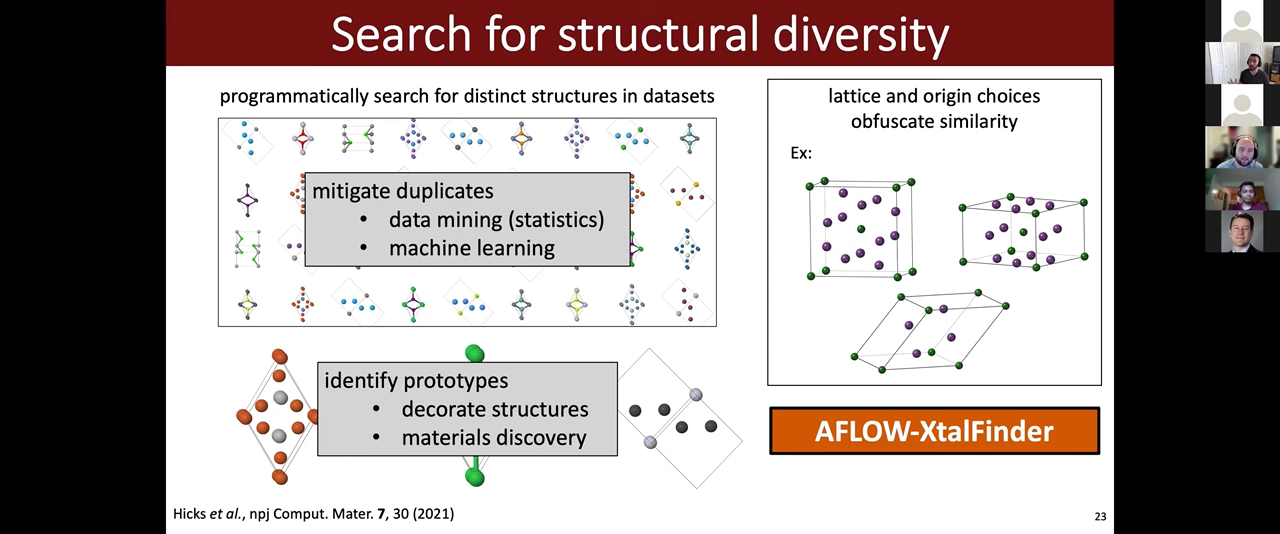 Search for structural diversity
programmatically search for distinct structures in datasets
mitigate duplicates
• data mining (statistics)
• machine learning
identify prototypes
• decorate structures
• materials discovery
lattice and origin choices
obfuscate similarity
Ex:
AFLOW-XtalFinder
Hicks et al., npj Comput. Mater. 7, 30 (2021)
23